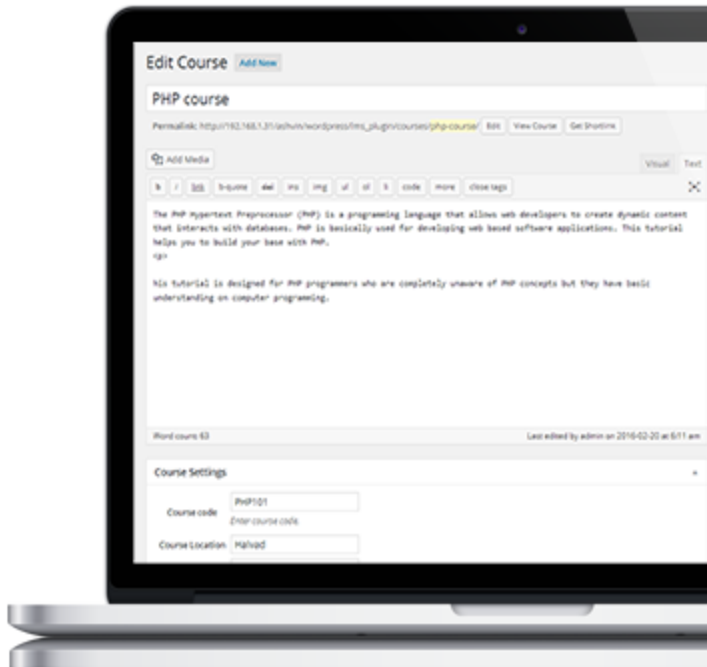 Edit Course Add New
PHP course
Permalink: http://192.168.1.31/ashvin/wordpress/lms_plugin/courses/php-course/ Edit View Course Get Shortlink
Add Media
Visual Text
b i link b-quote del ins img ul ol li code more close tags
The PHP Hypertext Preprocessor (PHP) is a programming language that allows web developers to create dynamic content
that interacts with databases. PHP is basically used for developing web based software applications. This tutorial
helps you to build your base with PHP.
<p>
his tutorial is designed for PHP programmers who are completely unaware of PHP concepts but they have basic
understanding on computer programming.
Word count: 63
Last edited by admin on 2016-02-20 at 6:11 am
Course Settings
Course code PHP101
Enter course code.
Course Location Halvad